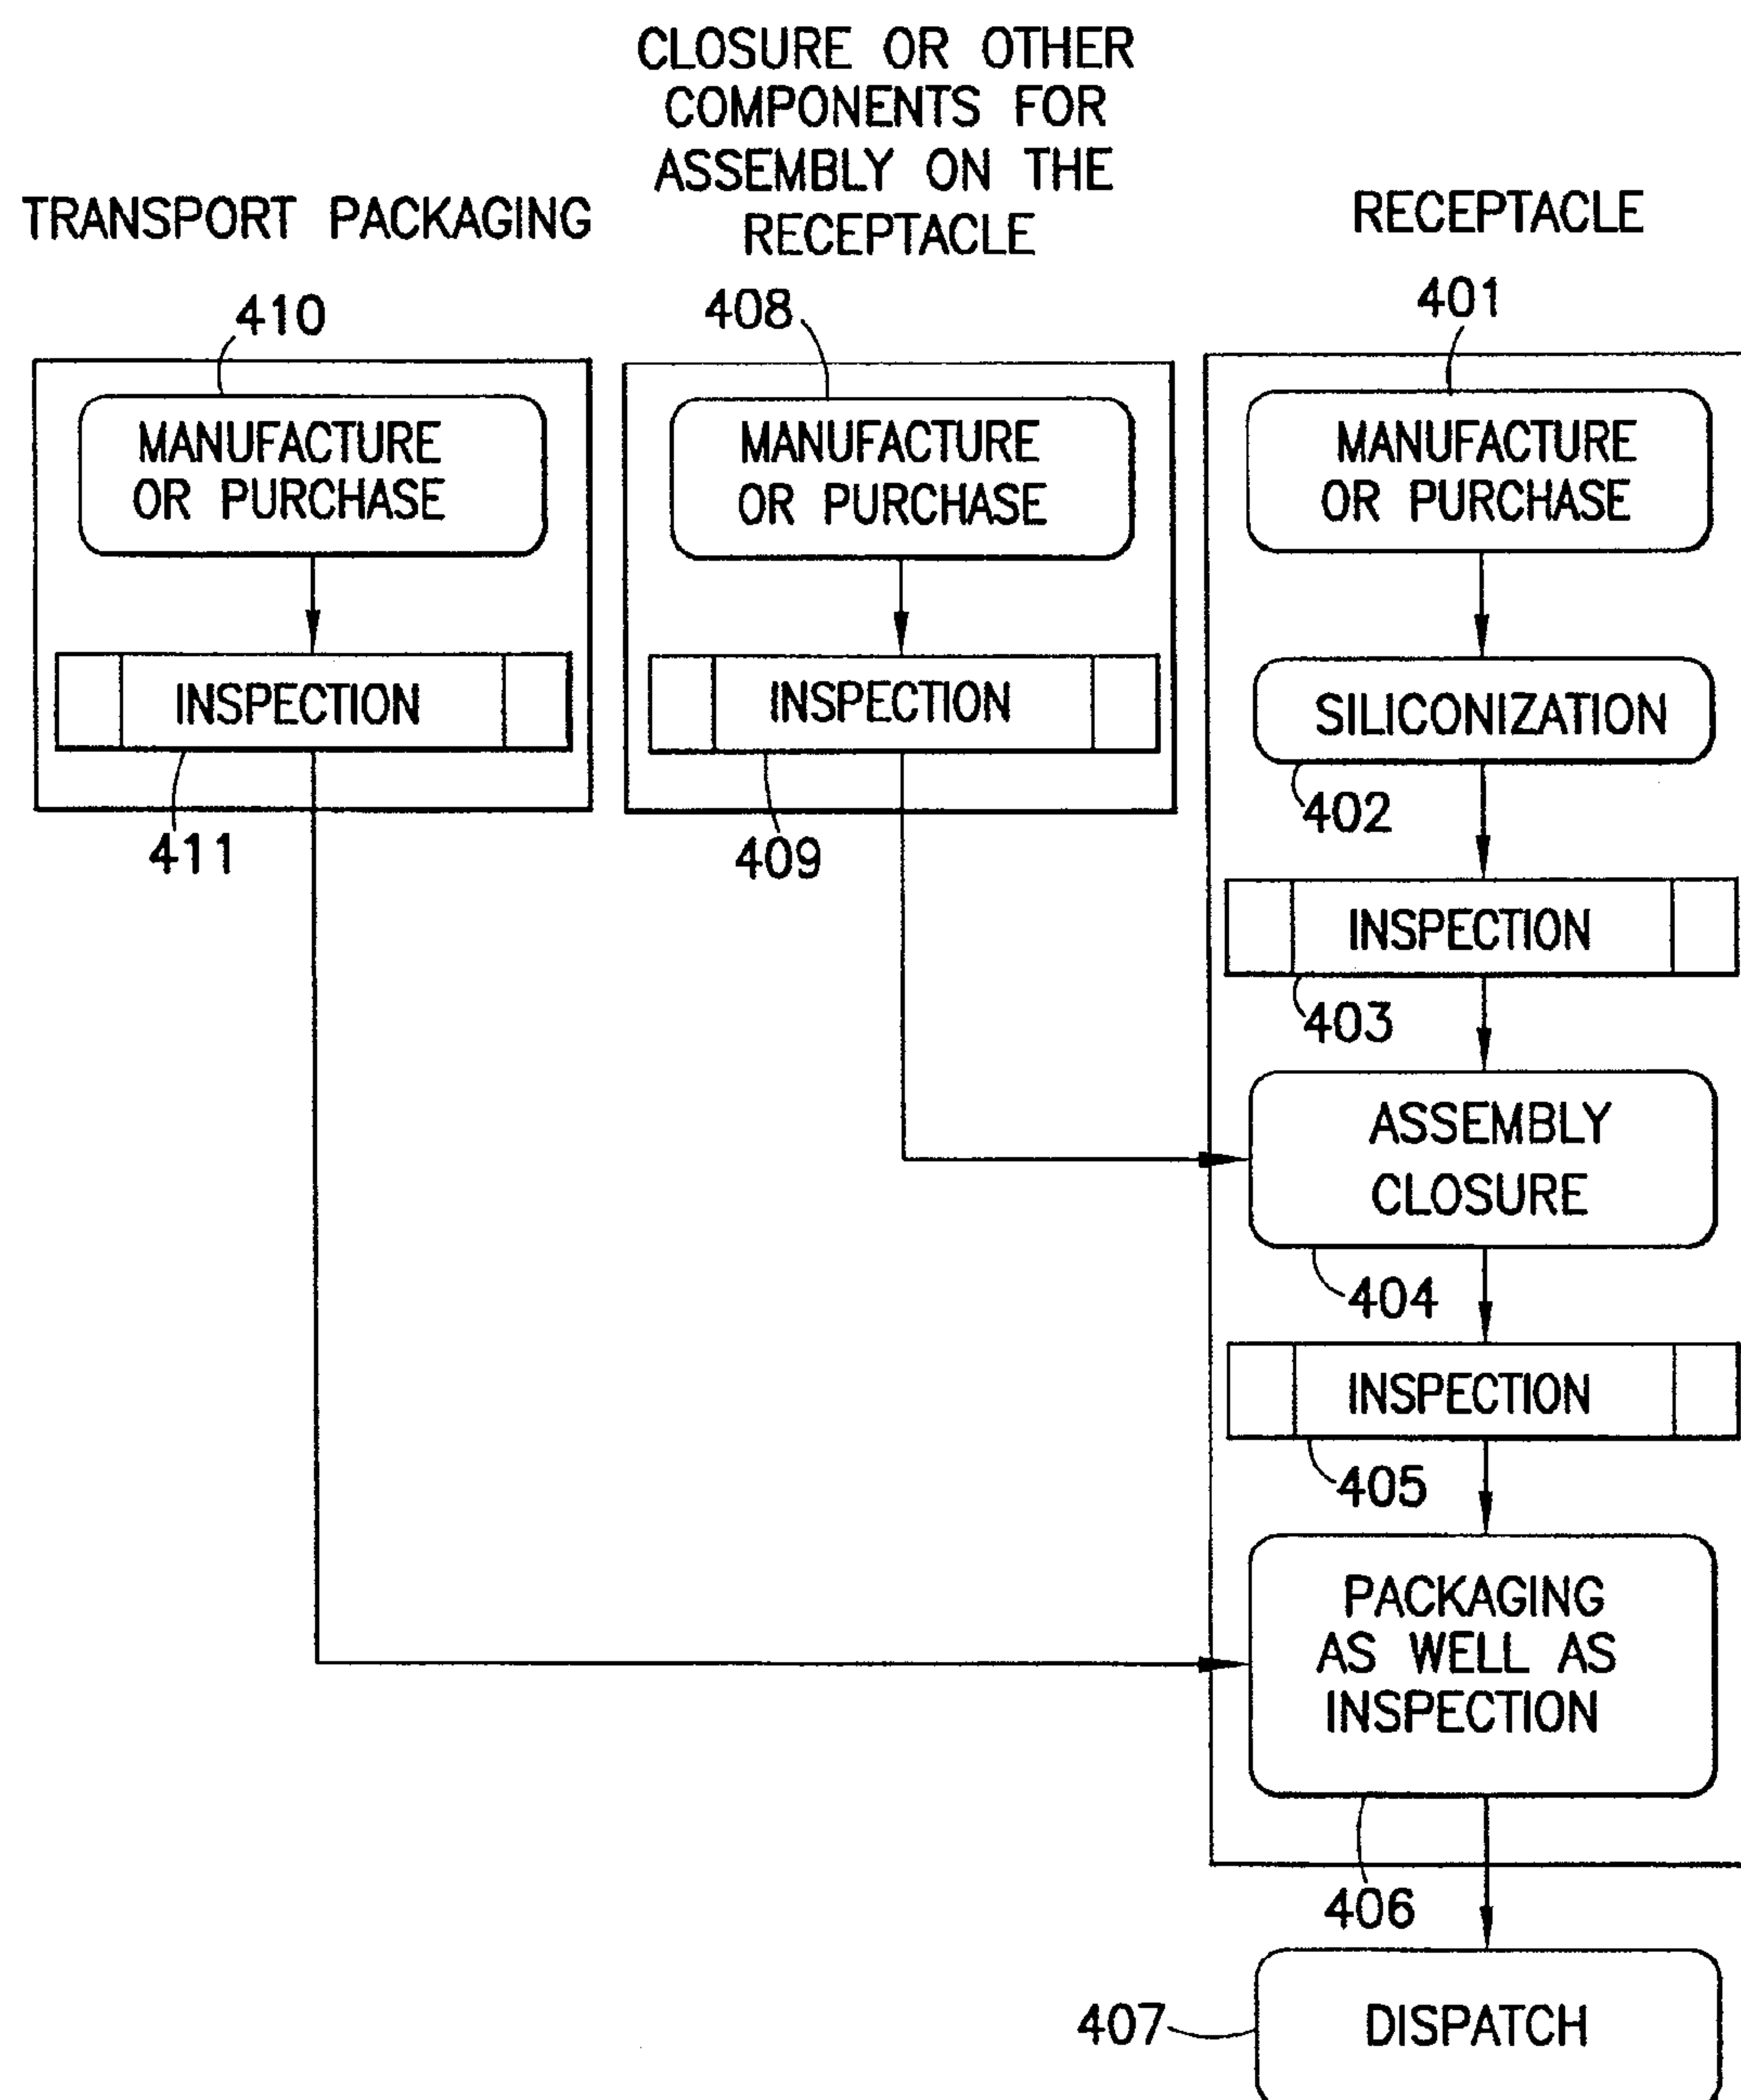 TRANSPORT PACKAGING
CLOSURE OR OTHER
COMPONENTS FOR
ASSEMBLY ON THE
RECEPTACLE
RECEPTACLE
410
MANUFACTURE
OR PURCHASE
INSPECTION
411
408
MANUFACTURE
OR PURCHASE
INSPECTION
409
401
MANUFACTURE
OR PURCHASE
SILICONIZATION
402
INSPECTION
403
ASSEMBLY
CLOSURE
404
INSPECTION
405
PACKAGING
AS WELL AS
INSPECTION
406
407
DISPATCH